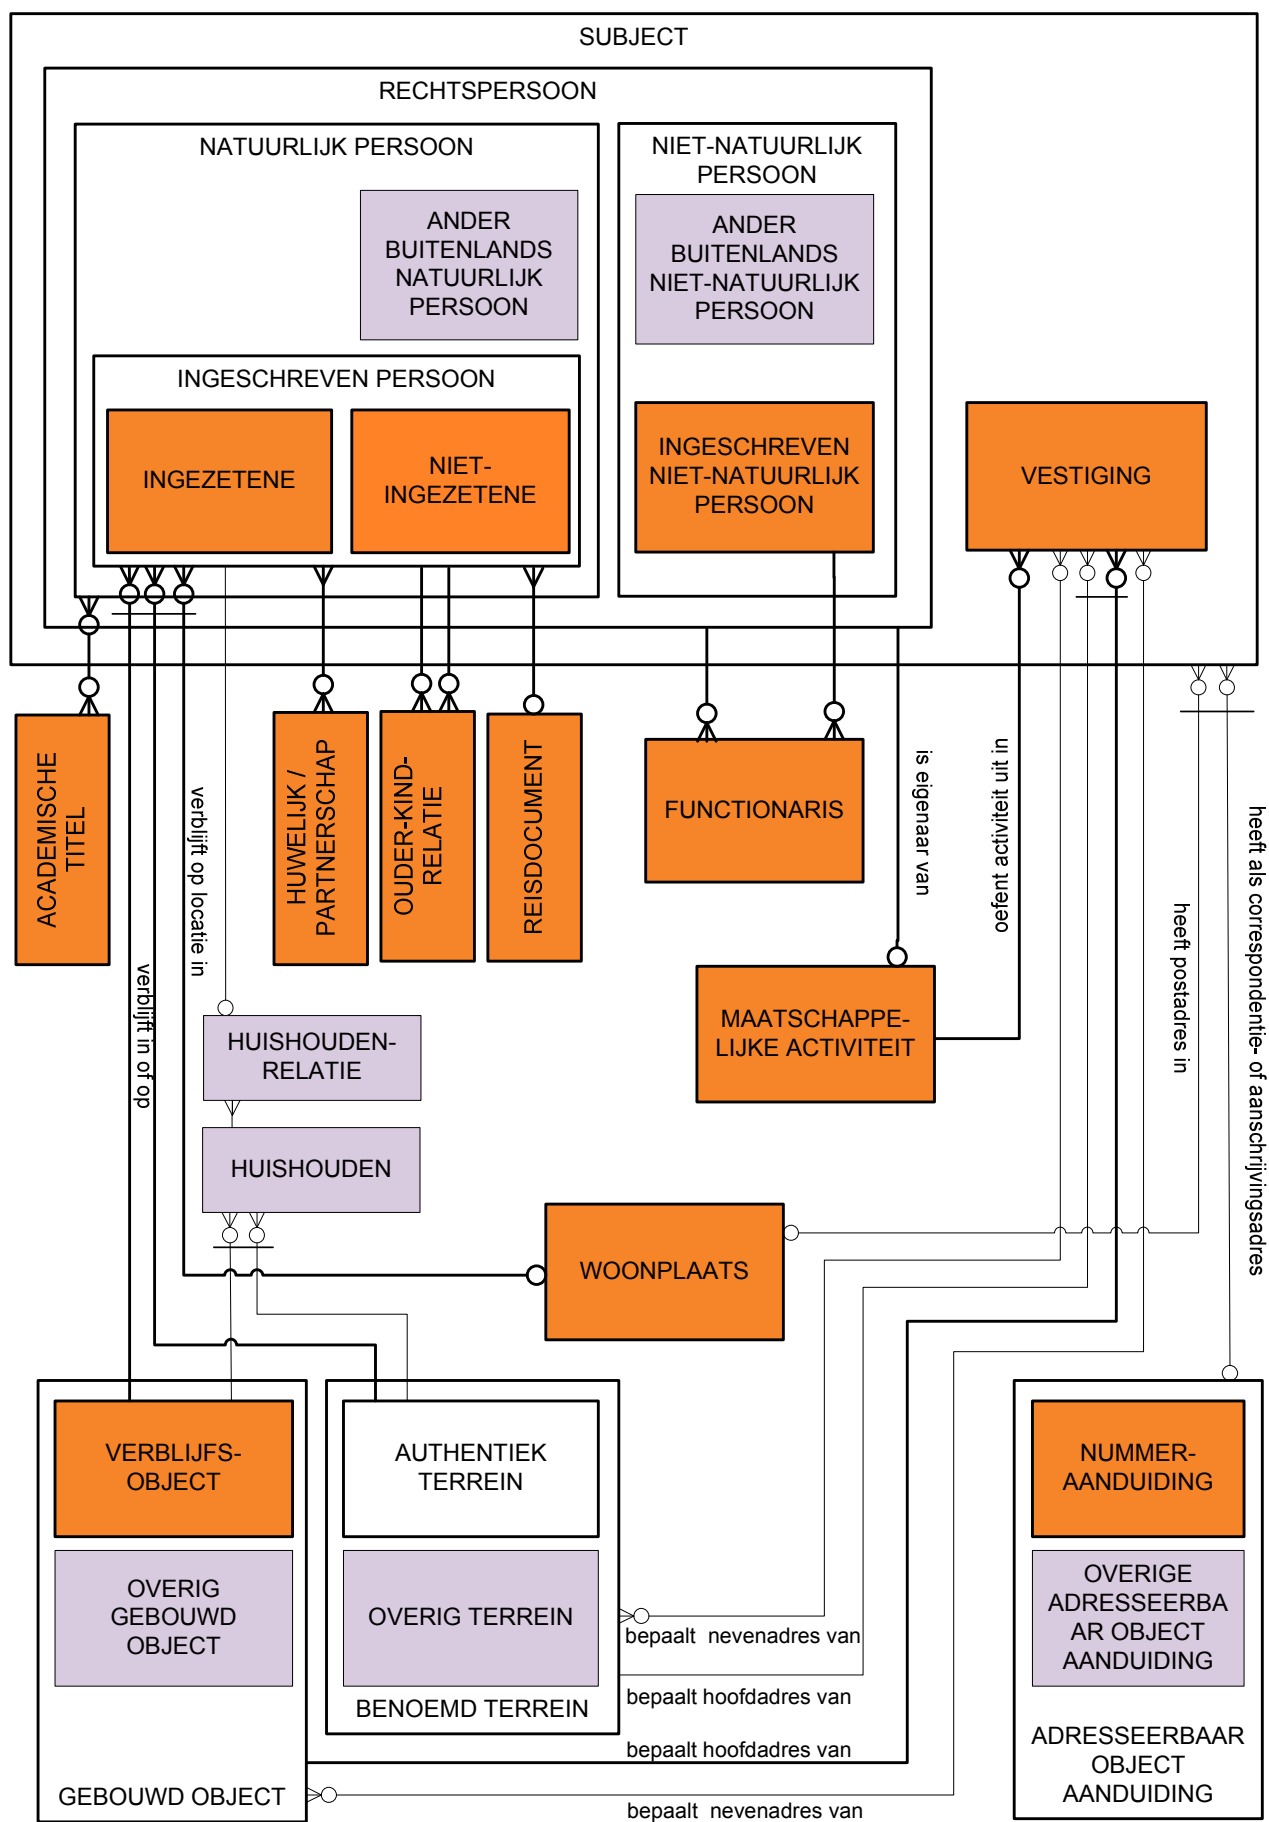 SUBJECT
RECHTSPERSOON
NATUURLIJK PERSOON
NIET-NATUURLIJK
PERSOON
ANDER
BUITENLANDS
NATUURLIJK
PERSOON
ANDER
BUITENLANDS
NIET-NATUURLIJK
PERSOON
INGESCHREVEN PERSOON
INGEZETENE
NIET-
INGEZETENE
INGESCHREVEN
NIET-NATUURLIJK
PERSOON
VESTIGING
ACADEMISCHE
TITEL
verblijft op locatie in
verblijft in of op
HUWELIJK /
PARTNERSCHAP
OUDER-KIND-
RELATIE
REISDOCUMENT
FUNCTIONARIS
is eigenaar van
oefent activiteit uit in
heeft postadres in
heeft als correspondentie- of aanschrijvingsadres
MAATSCHAPPE-
LIJKE ACTIVITEIT
HUISHOUDEN-
RELATIE
HUISHOUDEN
WOONPLAATS
VERBLIJFS-
OBJECT
OVERIG
GEBOUWD
OBJECT
GEBOUWD OBJECT
AUTHENTIEK
TERREIN
OVERIG TERREIN
BENOEMD TERREIN
bepaalt  nevenadres van
bepaalt hoofdadres van
bepaalt hoofdadres van
bepaalt  nevenadres van
NUMMER-
AANDUIDING
OVERIGE
ADRESSEERBA
AR OBJECT
AANDUIDING
ADRESSEERBAAR
OBJECT
AANDUIDING